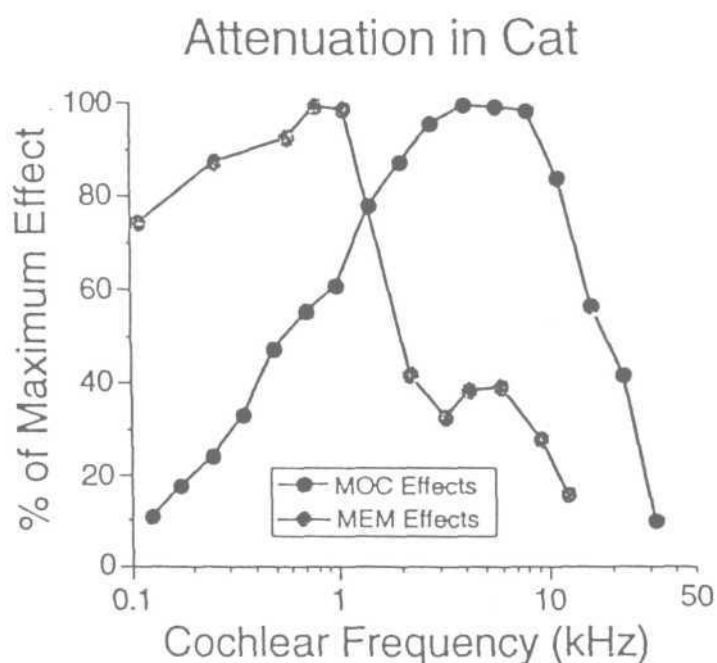 Attenuation in Cat
% of Maximum Effect
100
80
60
40
20
0
MOC Effects
MEM Effects
0.1
1
10
50
Cochlear Frequency (kHz)